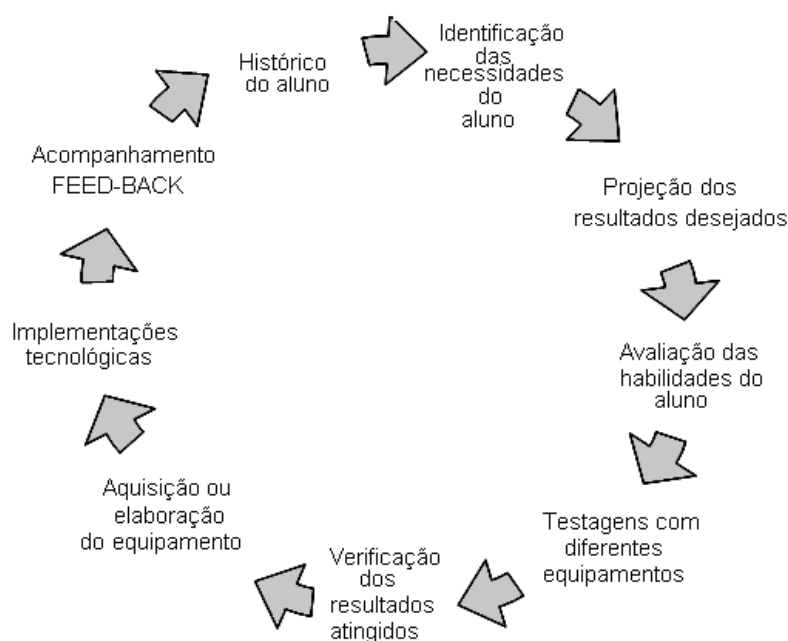 Histórico
do aluno
Identificação
das
necessidades
do
aluno
Projeção dos
resultados desejados
Avaliação das
habilidades do
aluno
Testagens com
diferentes
equipamentos
Verificação
dos
resultados
atingidos
Aquisição ou
elaboração
do equipamento
Implementações
tecnológicas
Acompanhamento
FEED-BACK